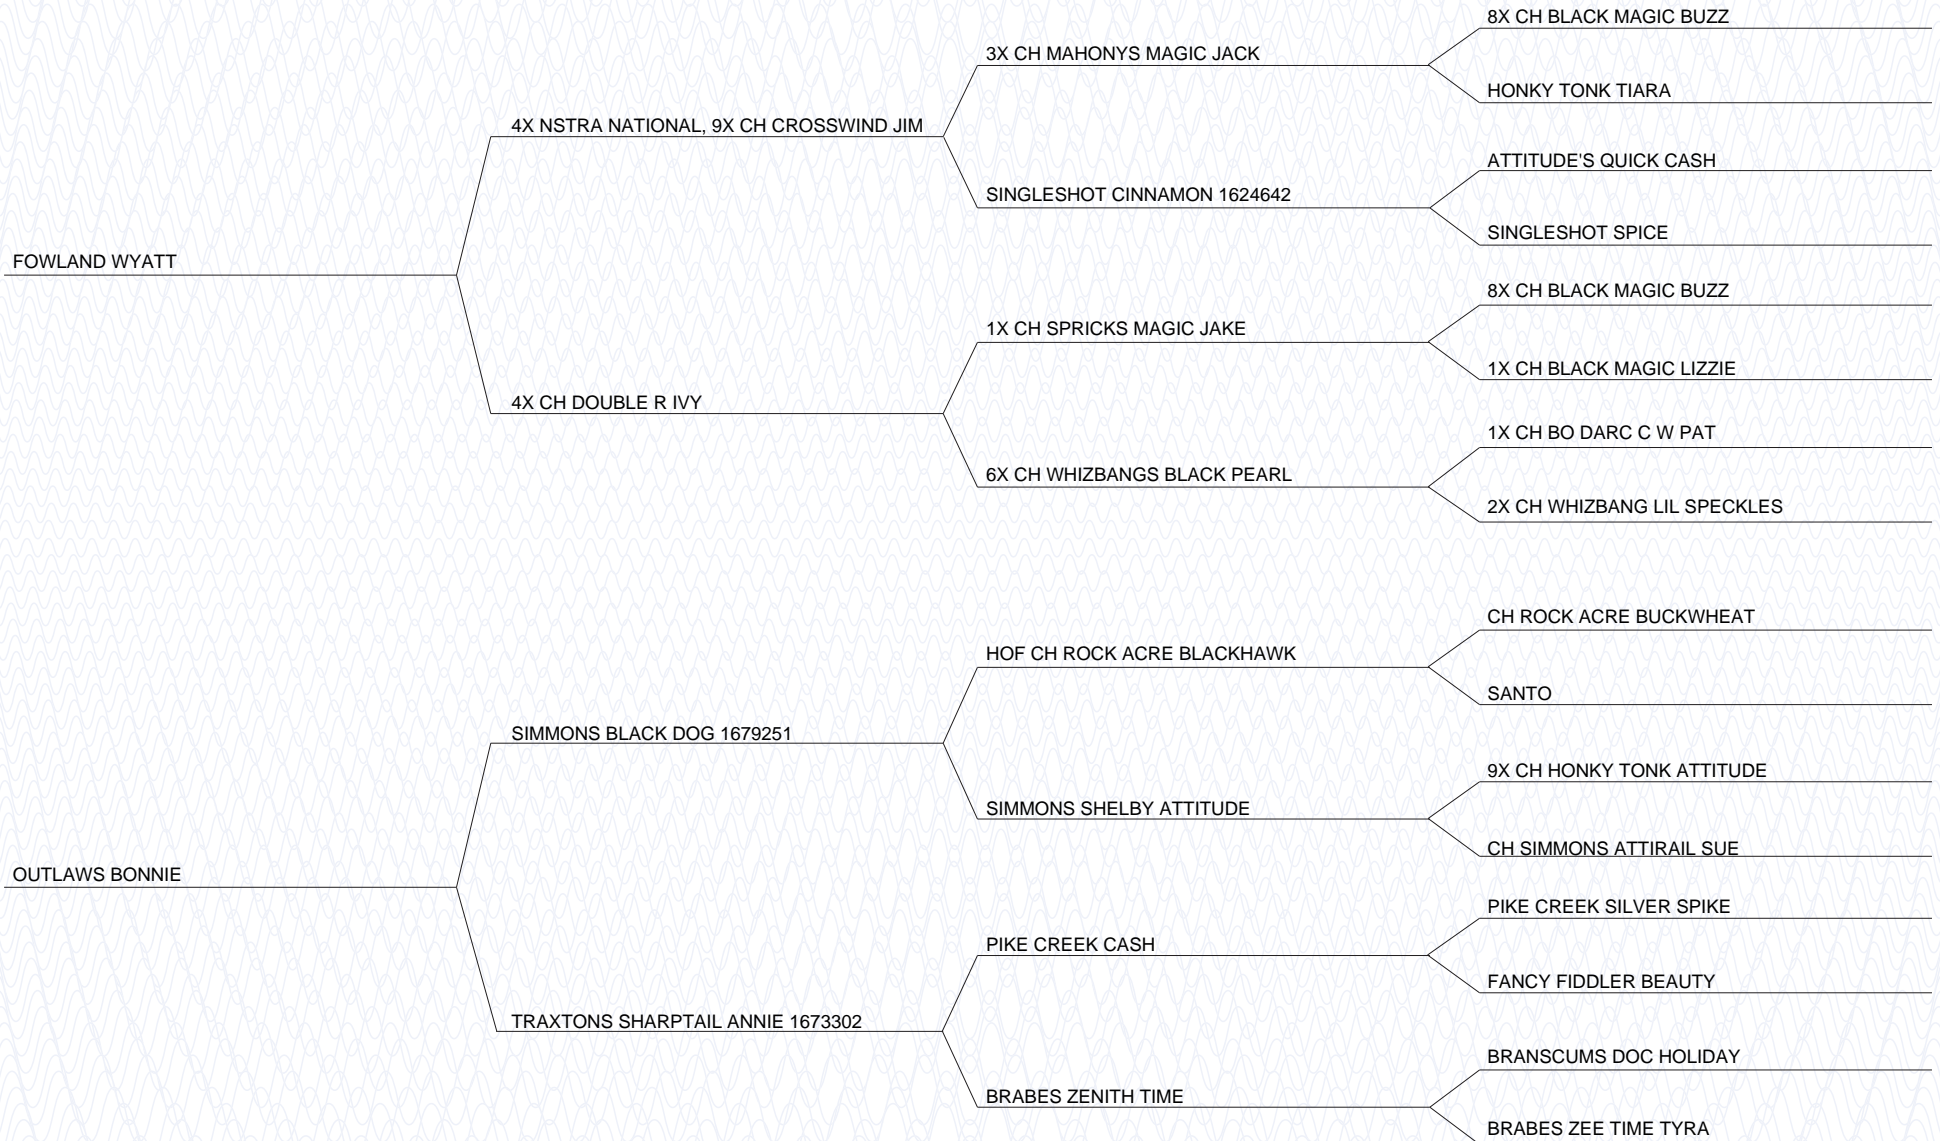 8X CH BLACK MAGIC BUZZ
3X CH MAHONYS MAGIC JACK
HONKY TONK TIARA
4X NSTRA NATIONAL, 9X CH CROSSWIND JIM
ATTITUDE'S QUICK CASH
SINGLESHOT CINNAMON 1624642
SINGLESHOT SPICE
FOWLAND WYATT
8X CH BLACK MAGIC BUZZ
1X CH SPRICKS MAGIC JAKE
1X CH BLACK MAGIC LIZZIE
4X CH DOUBLE R IVY
1X CH BO DARC C W PAT
6X CH WHIZBANGS BLACK PEARL
2X CH WHIZBANG LIL SPECKLES
CH ROCK ACRE BUCKWHEAT
HOF CH ROCK ACRE BLACKHAWK
SANTO
SIMMONS BLACK DOG 1679251
9X CH HONKY TONK ATTITUDE
SIMMONS SHELBY ATTITUDE
CH SIMMONS ATTIRAIL SUE
OUTLAWS BONNIE
PIKE CREEK SILVER SPIKE
PIKE CREEK CASH
FANCY FIDDLER BEAUTY
TRAXTONS SHARPTAIL ANNIE 1673302
BRANSCUMS DOC HOLIDAY
BRABES ZENITH TIME
BRABES ZEE TIME TYRA